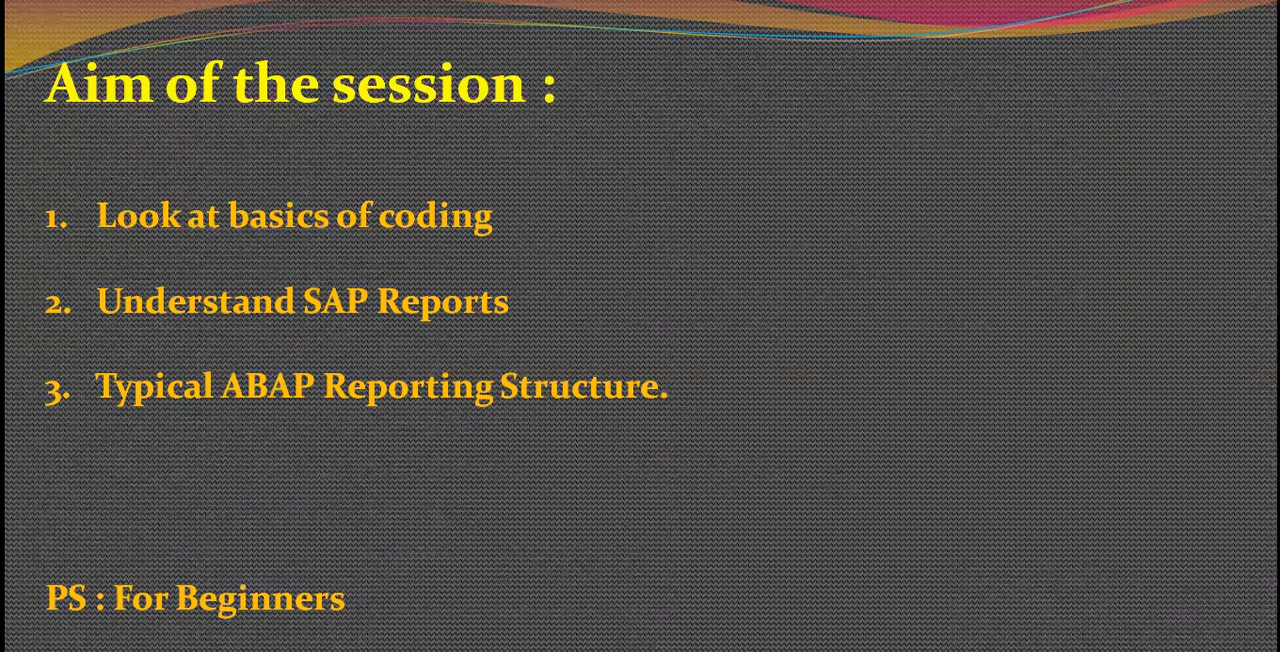 Aim of the session :
1. Look at basics of coding
2. Understand SAP Reports
3. Typical ABAP Reporting Structure.
PS : For Beginners